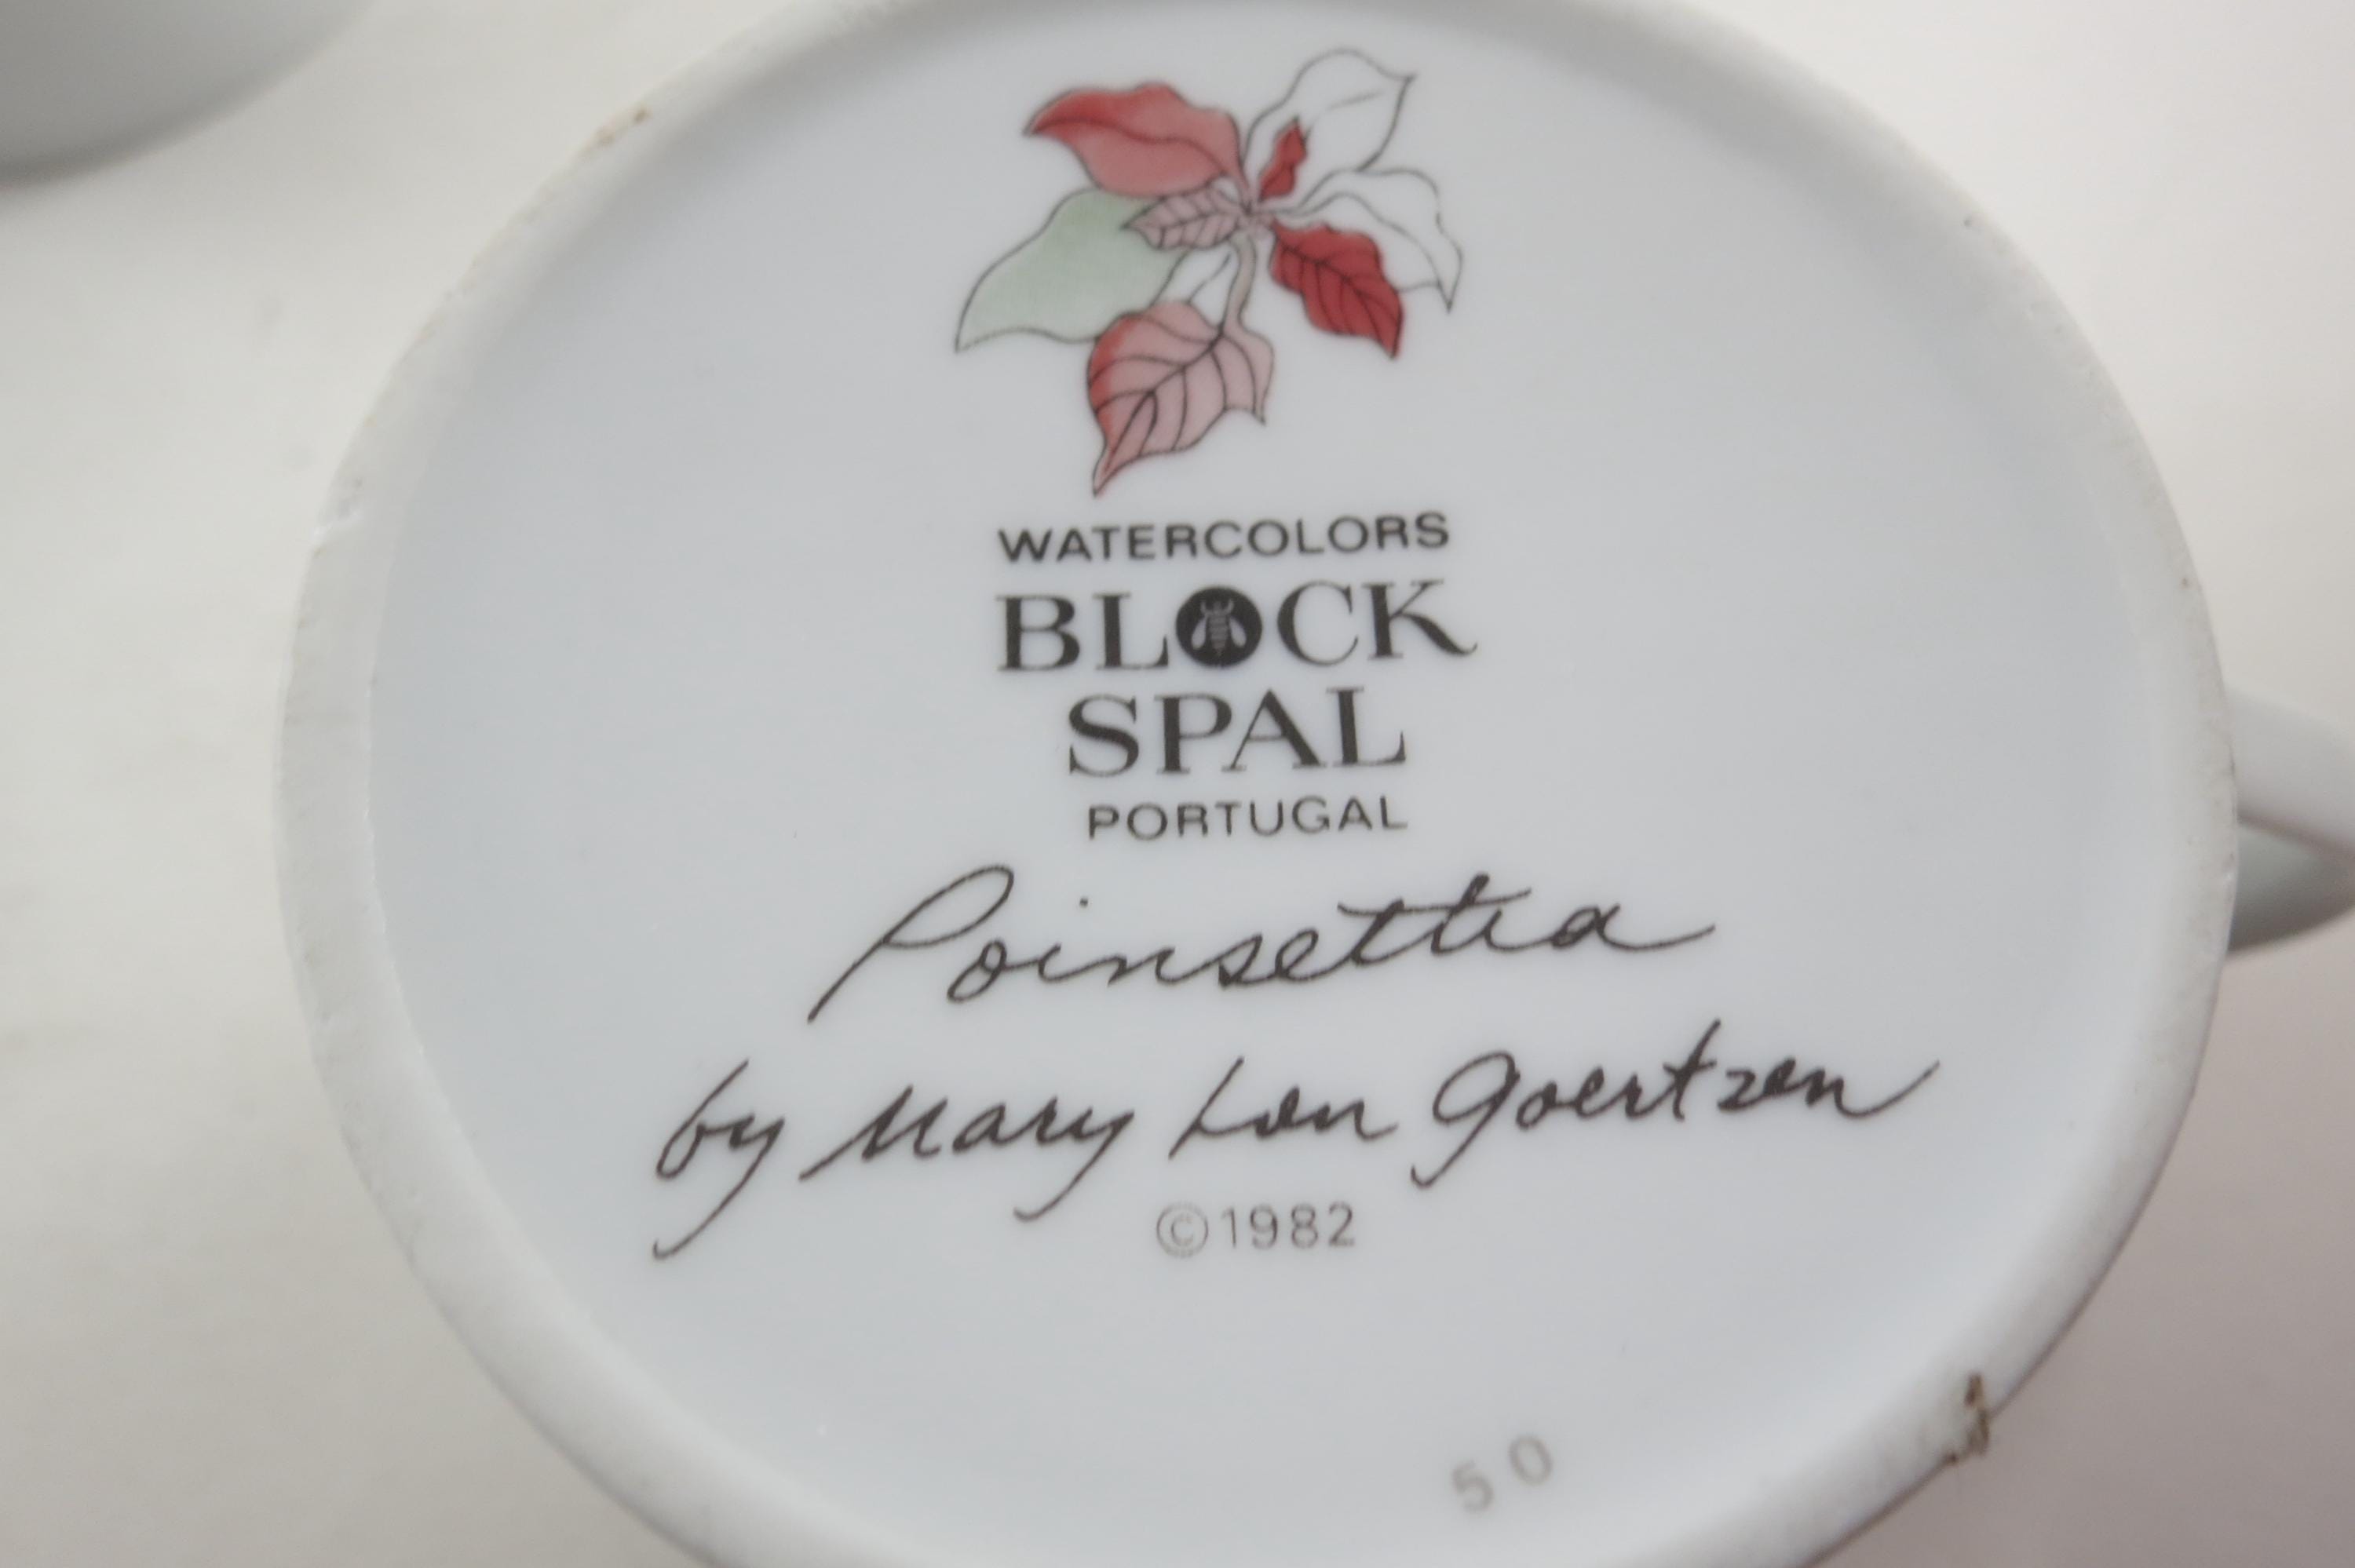 WATERCOLORS
BLOCK
SPAL
PORTUGAL
Poinsettia
by Mary Lou Goertzen
©1982
50